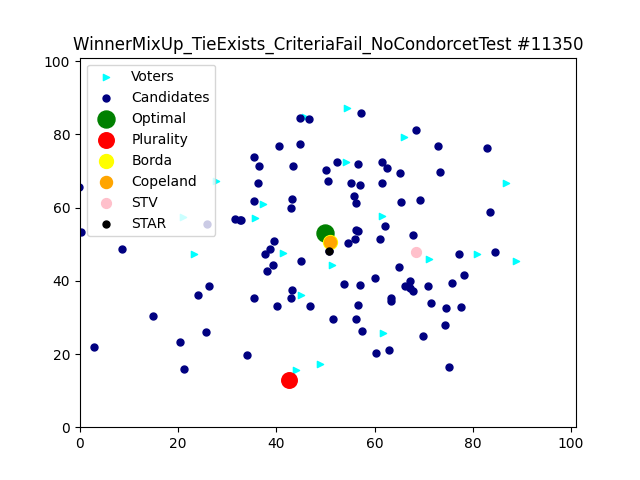 WinnerMixUp_TieExists_CriteriaFail_NoCondorcetTest #11350
100
80
60
40
20
0
Voters
Candidates
Optimal
Plurality
Borda
Copeland
STV
STAR
0 20 40 60 80 100